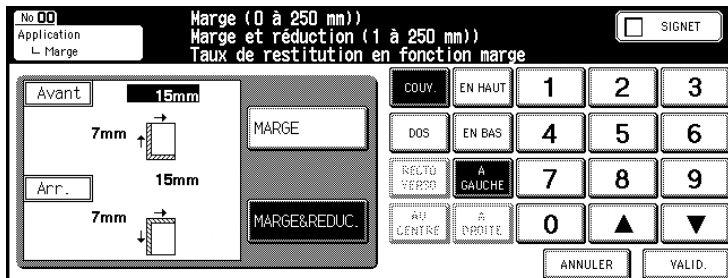 No 00
Application
Marge
Marge (0 à 250 mm))
Marge et réduction (1 à 250 mm))
Taux de restitution en fonction marge
SIGNET
Avant
15mm
7mm
Arr.
15mm
7mm
MARGE
MARGE&REDUC.
COUV. EN HAUT 1 2 3
DOS EN BAS 4 5 6
RECTO VERSO
A GAUCHE
7 8 9
AU CENTRE
A DROITE
0 ▲ ▼
ANNULER VALID.